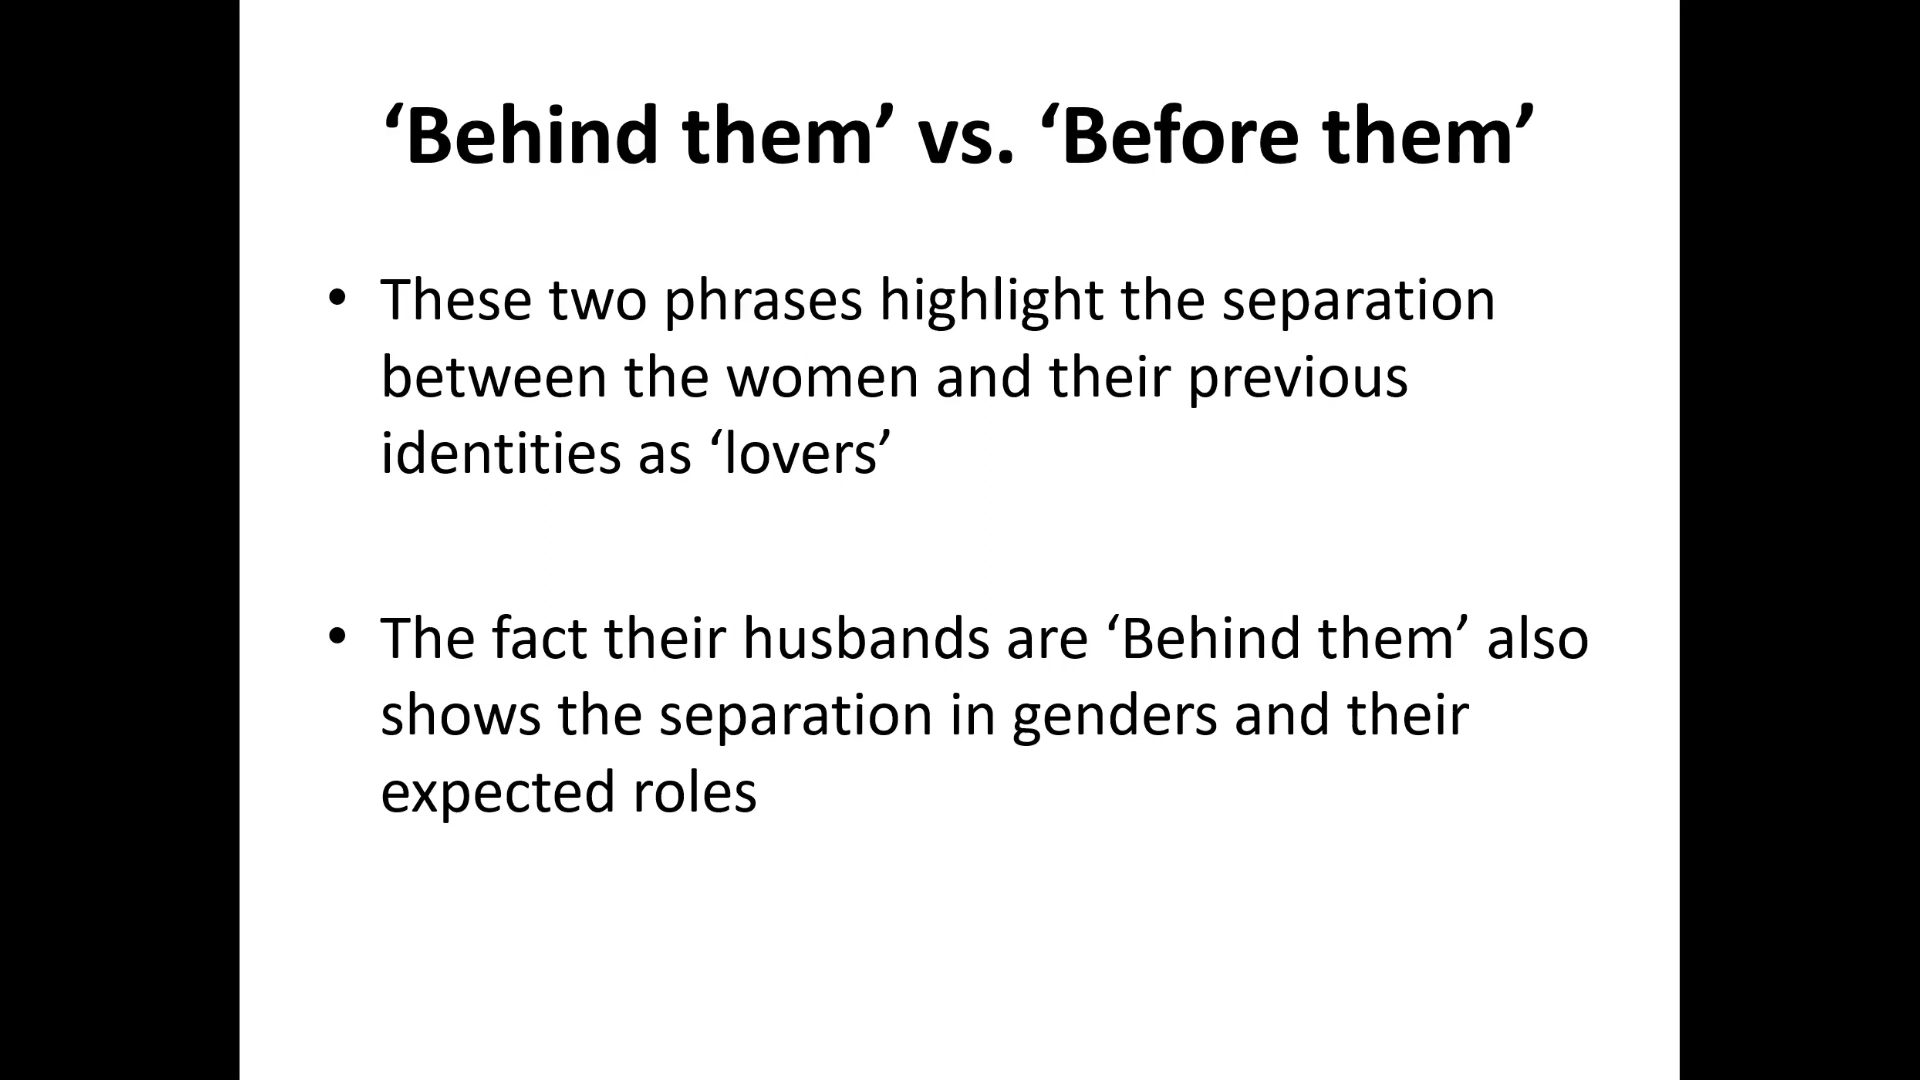 ‘Behind them’ vs. ‘Before them’
• These two phrases highlight the separation
between the women and their previous
identities as ‘lovers’
• The fact their husbands are ‘Behind them’ also
shows the separation in genders and their
expected roles